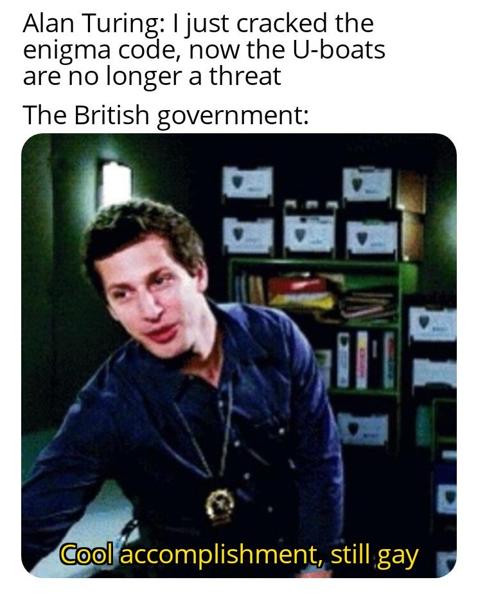 Alan Turing: I just cracked the
enigma code, now the U-boats
are no longer a threat
The British government:
Cool accomplishment, still gay